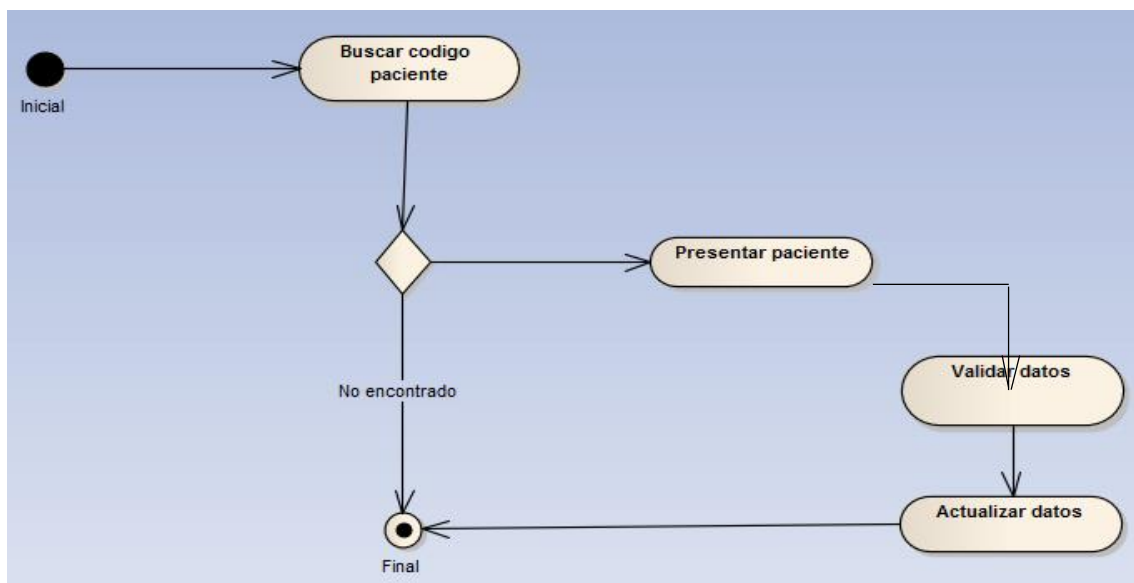 Buscar codigo
paciente
Inicial
Presentar paciente
Validar datos
No encontrado
Actualizar datos
Final